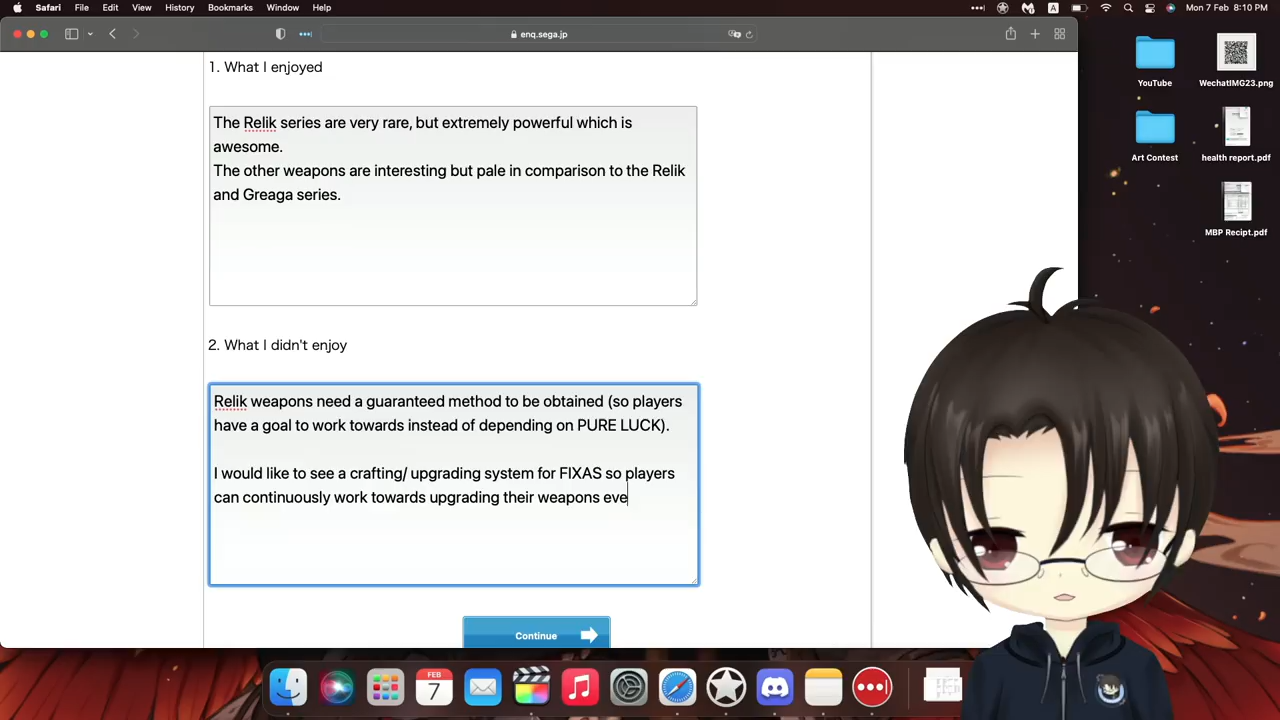 Safari File Edit View History Bookmarks Window Help
A
Mon 7 Feb 8:10 PM
enq.sega.jp
1. What I enjoyed
The Relik series are very rare, but extremely powerful which is
awesome.
The other weapons are interesting but pale in comparison to the Relik
and Greaga series.
2. What I didn't enjoy
Relik weapons need a guaranteed method to be obtained (so players
have a goal to work towards instead of depending on PURE LUCK).
I would like to see a crafting/ upgrading system for FIXAS so players
can continuously work towards upgrading their weapons eve
Continue
YouTube
WechatIMG23.png
Art Contest
health report.pdf
MBP Recipt.pdf
FEB
7